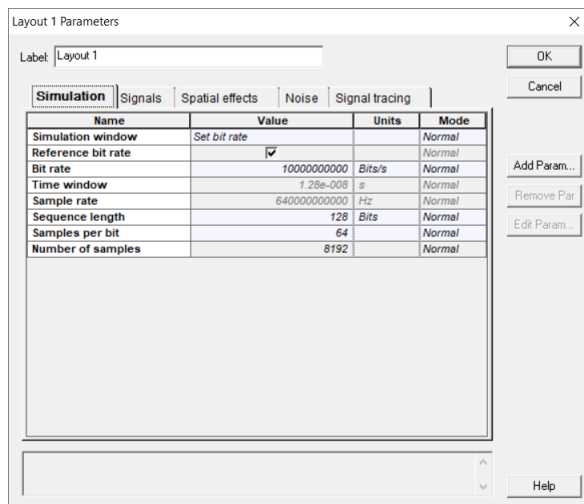 Layout 1 Parameters
Label: Layout 1
OK
Cancel
Simulation Signals Spatial effects Noise Signal tracing
Name Value Units Mode
Simulation window Set bit rate Normal
Reference bit rate Normal
Bit rate 10000000000 Bits/s Normal
Time window 1.28e-008 s Normal
Sample rate 640000000000 Hz Normal
Sequence length 128 Bits Normal
Samples per bit 64 Normal
Number of samples 8192 Normal
Add Param...
Remove Par
Edit Param...
Help